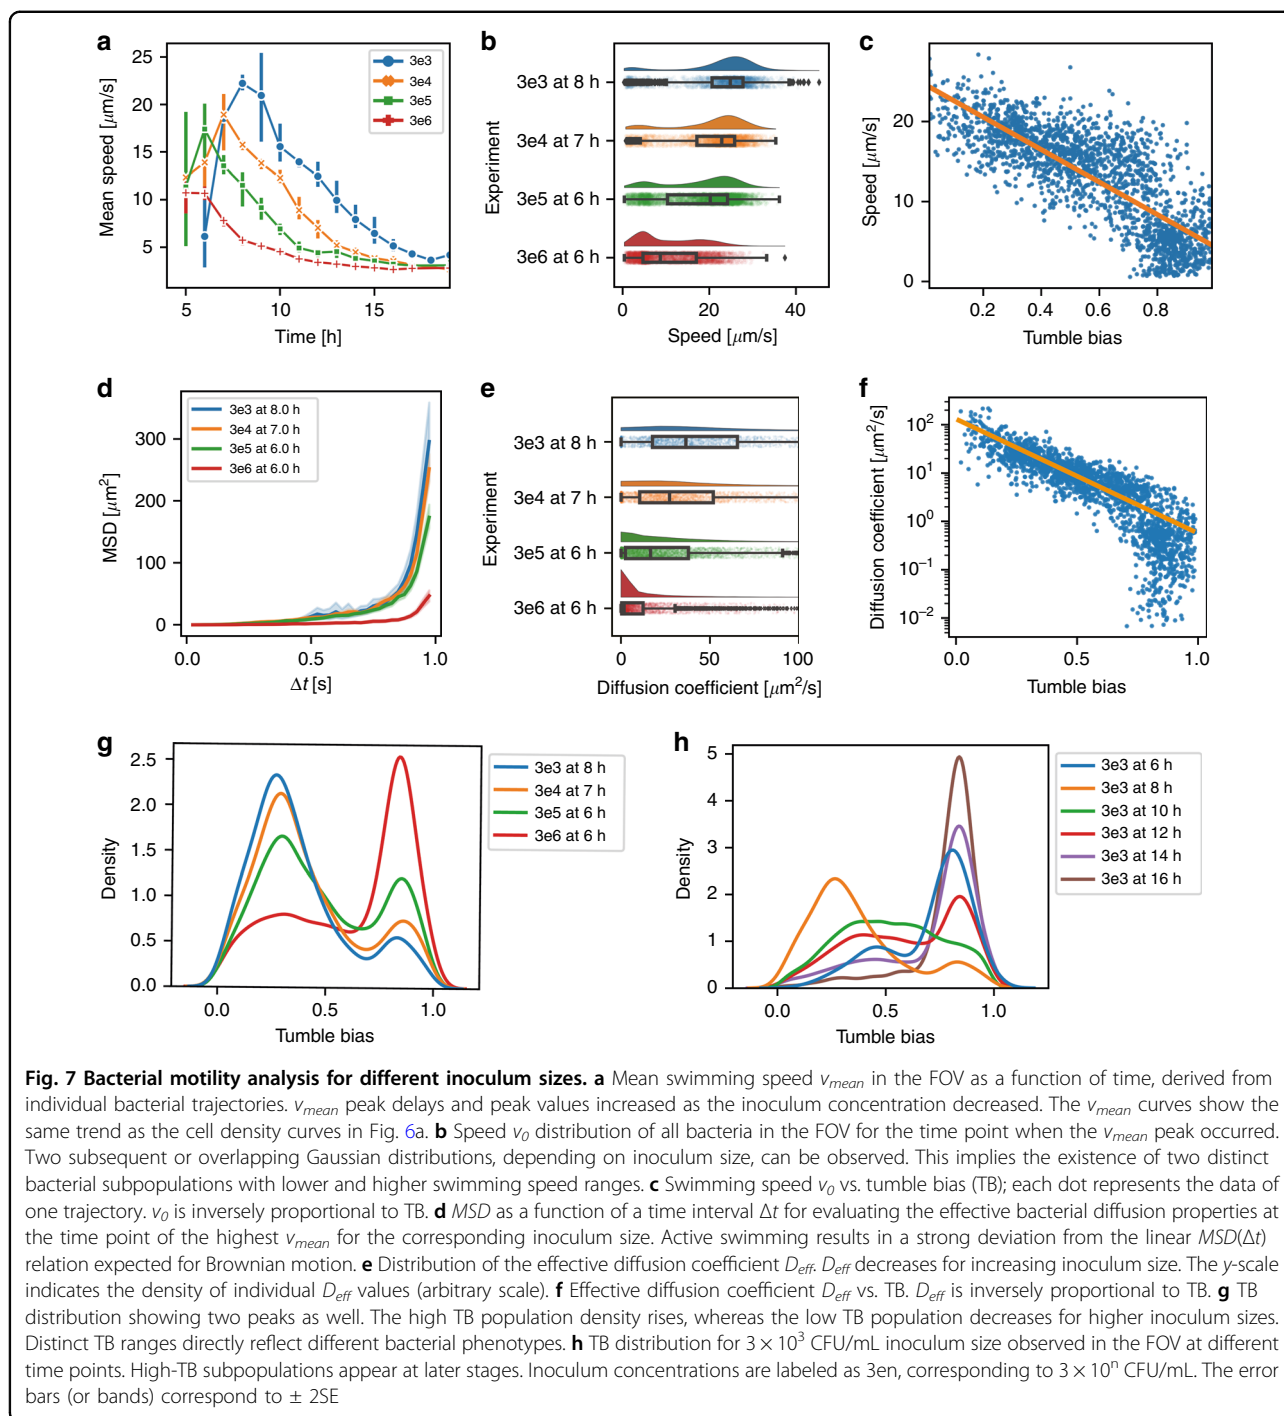 a
25
20
15
10
5
Mean speed [μm/s]
5
10
15
Time [h]
3e3
3e4
3e5
3e6
b
Experiment
3e3 at 8 h
3e4 at 7 h
3e5 at 6 h
3e6 at 6 h
0
20
40
Speed [μm/s]
c
Speed [μm/s]
20
10
0
0.2
0.4
0.6
0.8
Tumble bias
d
MSD [μm²]
300
200
100
0
0.0
0.5
1.0
Δt [s]
3e3 at 8.0 h
3e4 at 7.0 h
3e5 at 6.0 h
3e6 at 6.0 h
e
Experiment
3e3 at 8 h
3e4 at 7 h
3e5 at 6 h
3e6 at 6 h
0
50
100
Diffusion coefficient [μm²/s]
f
Diffusion coefficient [μm²/s]
10²
10¹
10⁰
10⁻¹
10⁻²
0.0
0.5
1.0
Tumble bias
g
Density
2.5
2.0
1.5
1.0
0.5
0.0
0.0
0.5
1.0
Tumble bias
3e3 at 8 h
3e4 at 7 h
3e5 at 6 h
3e6 at 6 h
h
Density
5
4
3
2
1
0
0.0
0.5
1.0
Tumble bias
3e3 at 6 h
3e3 at 8 h
3e3 at 10 h
3e3 at 12 h
3e3 at 14 h
3e3 at 16 h
Fig. 7 Bacterial motility analysis for different inoculum sizes. a Mean swimming speed vmean in the FOV as a function of time, derived from
individual bacterial trajectories. vmean peak delays and peak values increased as the inoculum concentration decreased. The vmean curves show the
same trend as the cell density curves in Fig. 6a. b Speed v0 distribution of all bacteria in the FOV for the time point when the vmean peak occurred.
Two subsequent or overlapping Gaussian distributions, depending on inoculum size, can be observed. This implies the existence of two distinct
bacterial subpopulations with lower and higher swimming speed ranges. c Swimming speed v0 vs. tumble bias (TB); each dot represents the data of
one trajectory. v0 is inversely proportional to TB. d MSD as a function of a time interval Δt for evaluating the effective bacterial diffusion properties at
the time point of the highest vmean for the corresponding inoculum size. Active swimming results in a strong deviation from the linear MSD(Δt)
relation expected for Brownian motion. e Distribution of the effective diffusion coefficient Deff. Deff decreases for increasing inoculum size. The y-scale
indicates the density of individual Deff values (arbitrary scale). f Effective diffusion coefficient Deff vs. TB. Deff is inversely proportional to TB. g TB
distribution showing two peaks as well. The high TB population density rises, whereas the low TB population decreases for higher inoculum sizes.
Distinct TB ranges directly reflect different bacterial phenotypes. h TB distribution for 3 × 10³ CFU/mL inoculum size observed in the FOV at different
time points. High-TB subpopulations appear at later stages. Inoculum concentrations are labeled as 3en, corresponding to 3 × 10ⁿ CFU/mL. The error
bars (or bands) correspond to ± 2SE